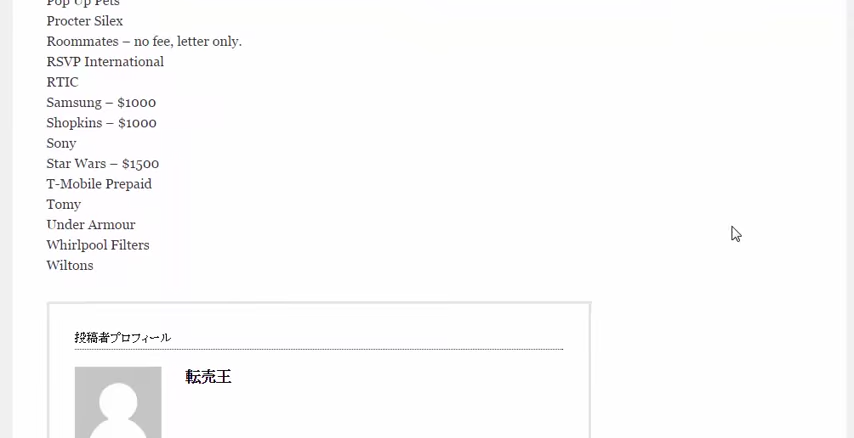 Pop Up Pets
Procter Silex
Roommates – no fee, letter only.
RSVP International
RTIC
Samsung – $1000
Shopkins – $1000
Sony
Star Wars – $1500
T-Mobile Prepaid
Tomy
Under Armour
Whirlpool Filters
Wiltons
投稿者プロフィール
転売王